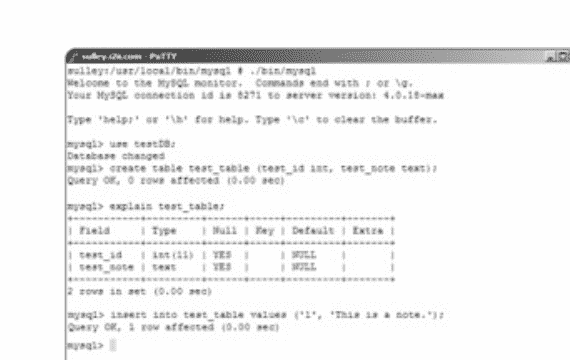 sulley.i2a.com - PuTTY
sulley:/usr/local/bin/mysql # ./bin/mysql
Welcome to the MySQL monitor.  Commands end with ; or \g.
Your MySQL connection id is 8271 to server version: 4.0.18-max
Type 'help;' or '\h' for help. Type '\c' to clear the buffer.
mysql> use testDB;
Database changed
mysql> create table test_table (test_id int, test_note text);
Query OK, 0 rows affected (0.00 sec)
mysql> explain test_table;
+-----------+---------+------+-----+---------+-------+
| Field     | Type    | Null | Key | Default | Extra |
+-----------+---------+------+-----+---------+-------+
| test_id   | int(11) | YES  |     | NULL    |       |
| test_note | text    | YES  |     | NULL    |       |
+-----------+---------+------+-----+---------+-------+
2 rows in set (0.00 sec)
mysql> insert into test_table values ('1', 'This is a note.');
Query OK, 1 row affected (0.00 sec)
mysql>